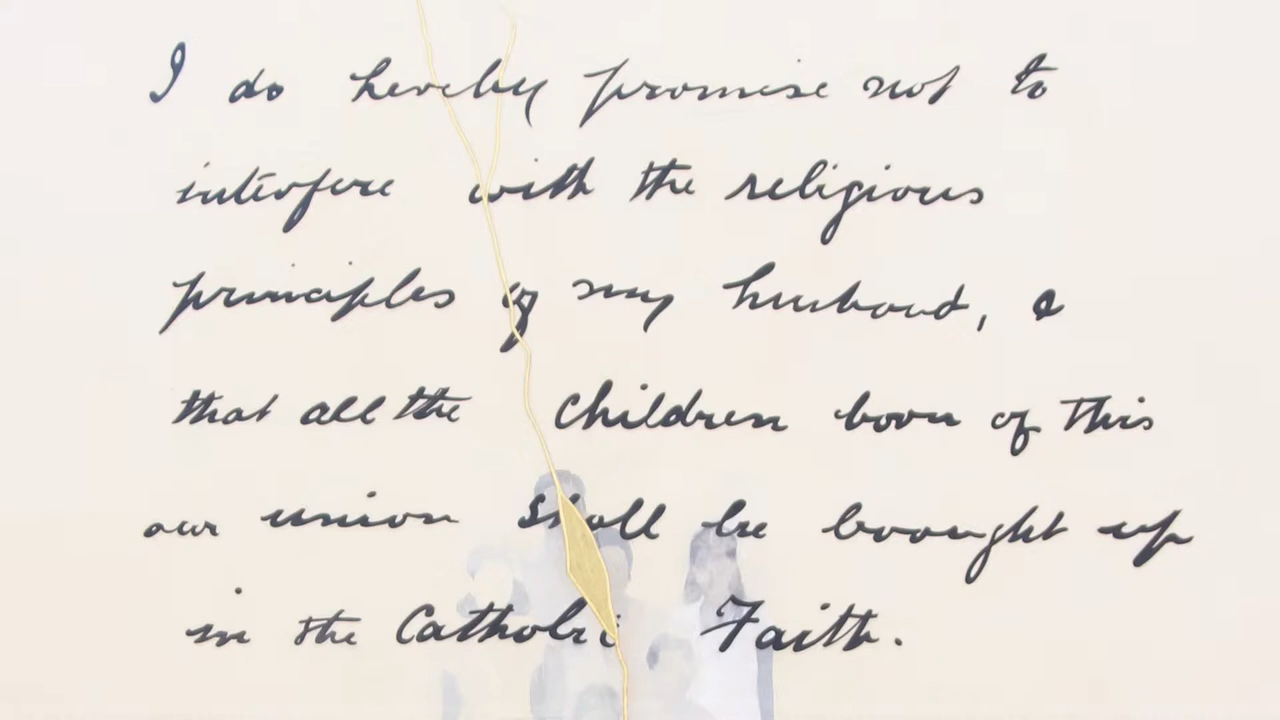 I do hereby promise not to
interfere with the religious
principles of my husband, &
that all the Children born of this
our union shall be brought up
in the Catholic Faith.